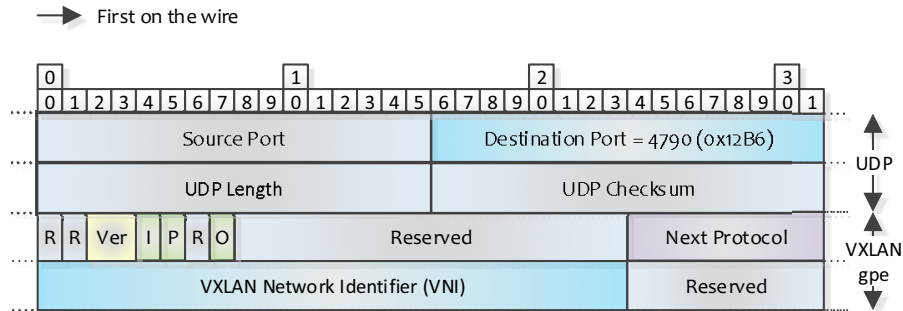 First on the wire
0 1 2 3
0 1 2 3 4 5 6 7 8 9 0 1 2 3 4 5 6 7 8 9 0 1 2 3 4 5 6 7 8 9 0 1
Source Port Destination Port = 4790 (0x12B6)
UDP
UDP Length UDP Checksum
R R Ver I P R O Reserved Next Protocol
VXLAN
gpe
VXLAN Network Identifier (VNI) Reserved